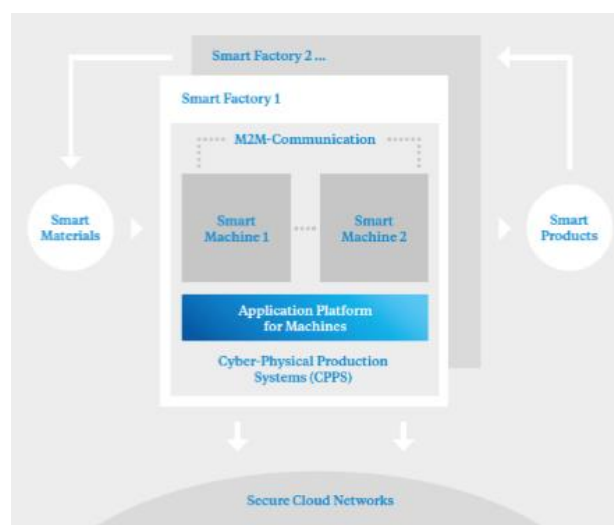 Smart Factory 2 ...
Smart Factory 1
M2M-Communication
Smart
Materials
Smart
Machine 1
Smart
Machine 2
Smart
Products
Application Platform
for Machines
Cyber-Physical Production
Systems (CPPS)
Secure Cloud Networks